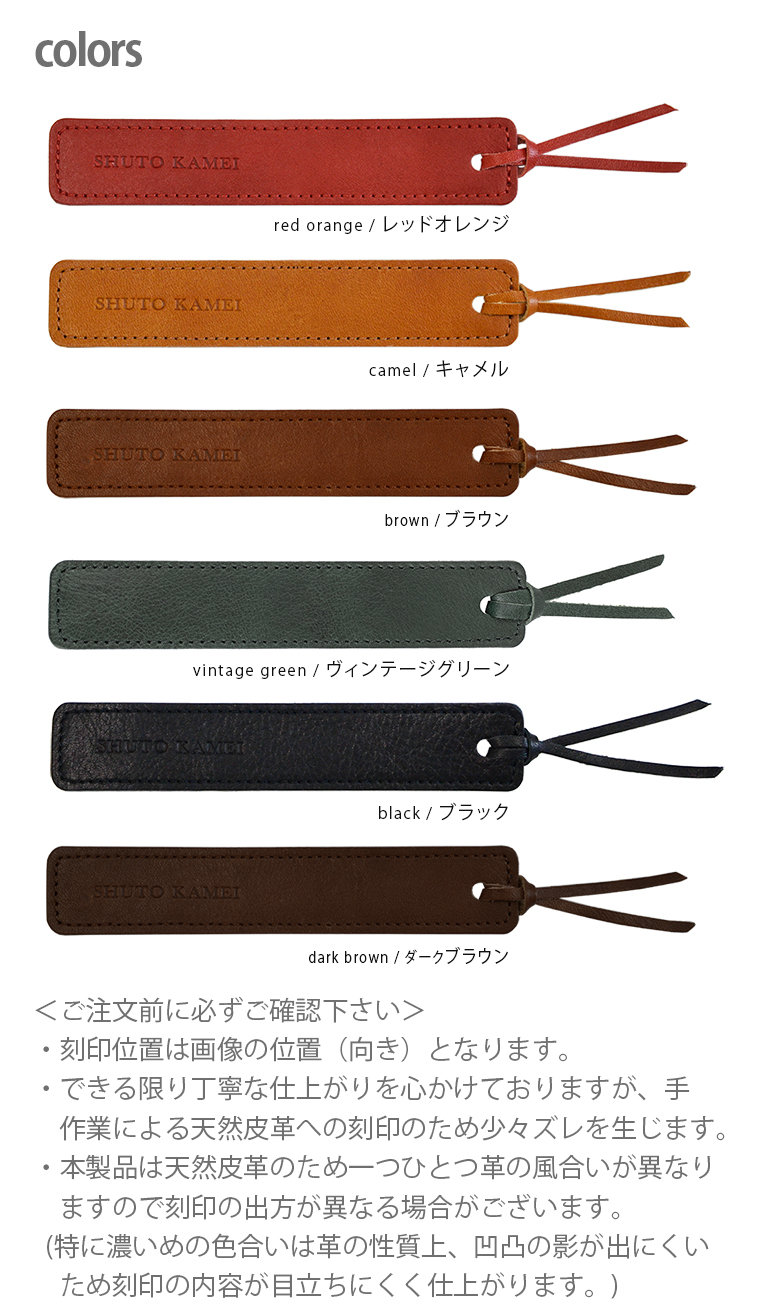 colors
SHUTO KAMEI
red orange / レッドオレンジ
SHUTO KAMEI
camel / キャメル
SHUTO KAMEI
brown / ブラウン
vintage green / ヴィンテージグリーン
SHUTO KAMEI
black / ブラック
SHUTO KAMEI
dark brown / ダークブラウン
＜ご注文前に必ずご確認下さい＞
・刻印位置は画像の位置（向き）となります。
・できる限り丁寧な仕上がりを心かけておりますが、手
作業による天然皮革への刻印のため少々ズレを生じます。
・本製品は天然皮革のため一つひとつ革の風合いが異なり
ますので刻印の出方が異なる場合がございます。
(特に濃いめの色合いは革の性質上、凹凸の影が出にくい
ため刻印の内容が目立ちにくく仕上がります。)